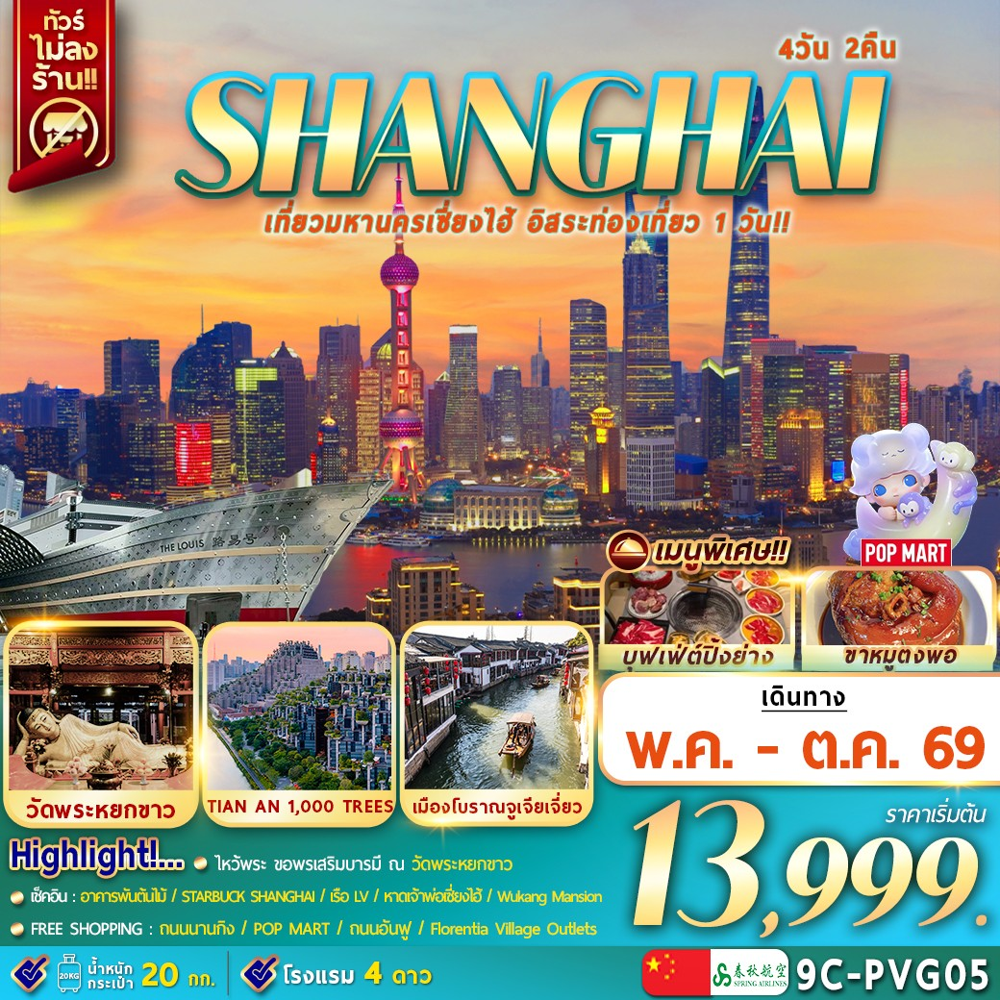 ทัวร์
ไม่ลง
ร้าน!!
4วัน 2คืน
SHANGHAI
เที่ยวมหานครเซี่ยงไฮ้ อิสระท่องเที่ยว 1 วัน!!
THE LOUIS 路易号
POP MART
เมนูพิเศษ!!
บุฟเฟ่ต์ปิ้งย่าง
ขาหมูตงพอ
เดินทาง
พ.ค. - ต.ค. 69
วัดพระหยกขาว
TIAN AN 1,000 TREES
เมืองโบราณจูเจียเจี่ยว
ราคาเริ่มต้น
13,999.
Highlight!...
ไหว้พระ ขอพรเสริมบารมี ณ วัดพระหยกขาว
เช็คอิน : อาคารพันต้นไม้ / STARBUCK SHANGHAI / เรือ LV / หาดเจ้าพ่อเซี่ยงไฮ้ / Wukang Mansion
FREE SHOPPING : ถนนนานกิง / POP MART / ถนนอันฟู / Florentia Village Outlets
20KG
น้ำหนัก
กระเป๋า 20 กก.
โรงแรม 4 ดาว
春秋航空
SPRING AIRLINES
9C-PVG05